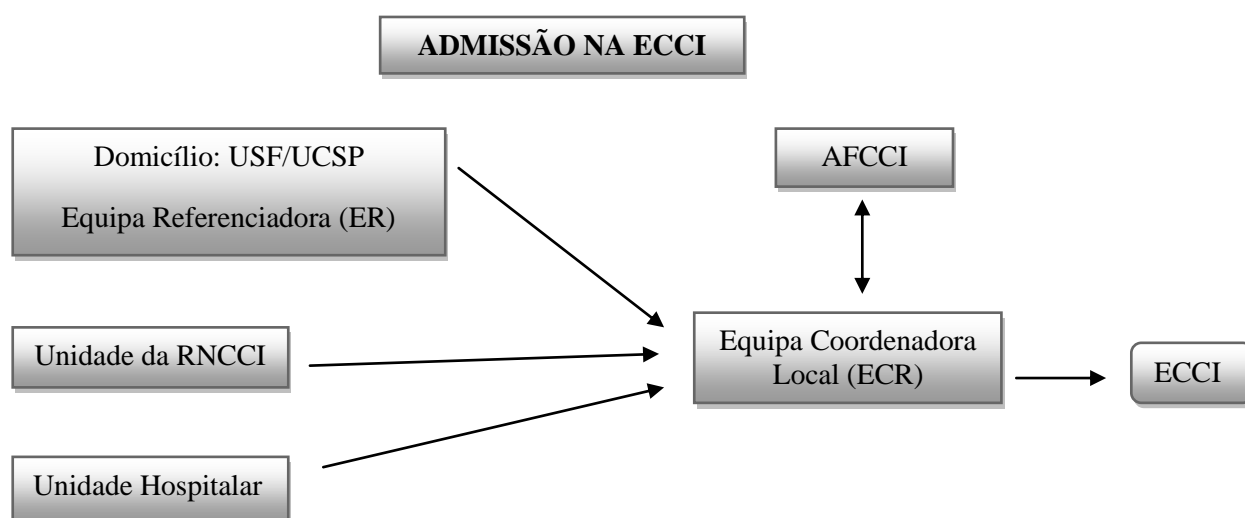 ADMISSÃO NA ECCI
Domicílio: USF/UCSP
Equipa Referenciadora (ER)
AFCCI
Unidade da RNCCI
Equipa Coordenadora
Local (ECR)
ECCI
Unidade Hospitalar